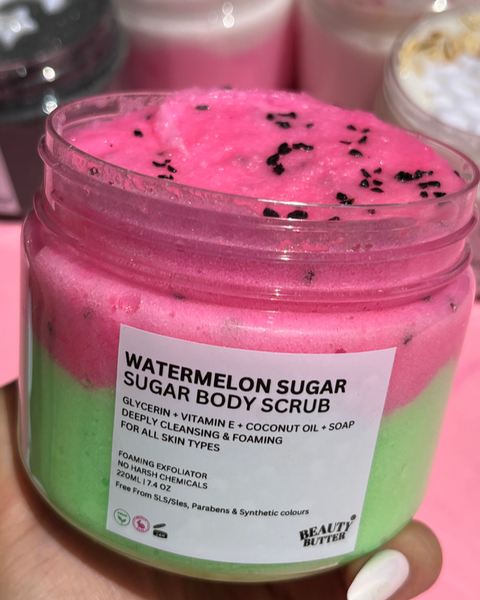 WATERMELON SUGAR
SUGAR BODY SCRUB
GLYCERIN + VITAMIN E + COCONUT OIL + SOAP
DEEPLY CLEANSING & FOAMING
FOR ALL SKIN TYPES
FOAMING EXFOLIATOR
NO HARSH CHEMICALS
220ML | 7.4 OZ
Free From SLS/Sles, Parabens & Synthetic colours
BEAUTY
BUTTER